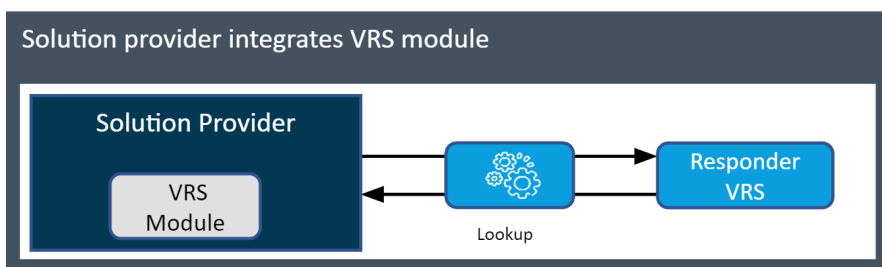 Solution provider integrates VRS module
Solution Provider
VRS
Module
Lookup
Responder
VRS